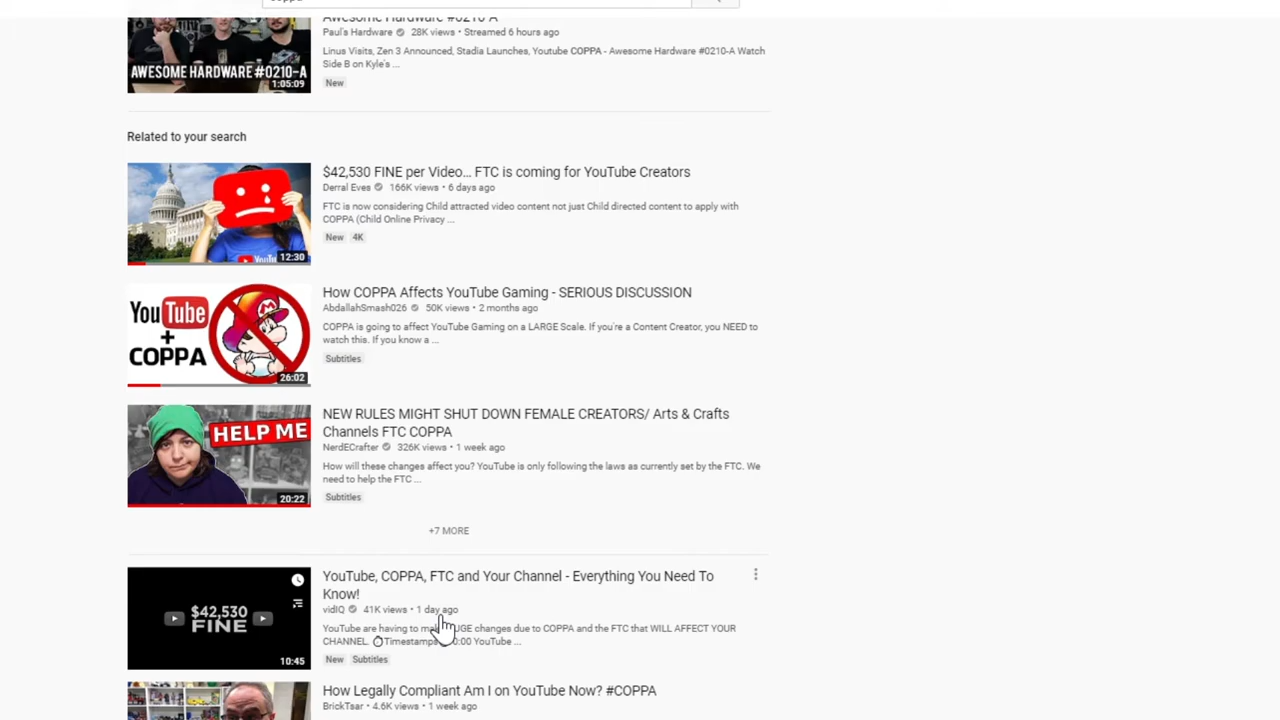 Awesome Hardware #0210-A
Paul's Hardware 28K views • Streamed 6 hours ago
Linus Visits, Zen 3 Announced, Stadia Launches, Youtube COPPA - Awesome Hardware #0210-A Watch
Side B on Kyle's ...
AWESOME HARDWARE #0210-A
1:05:09
New
Related to your search
$42,530 FINE per Video... FTC is coming for YouTube Creators
Derral Eves 166K views • 6 days ago
FTC is now considering Child attracted video content not just Child directed content to apply with
COPPA (Child Online Privacy ...
New 4K
12:30
How COPPA Affects YouTube Gaming - SERIOUS DISCUSSION
AbdallahSmash026 50K views • 2 months ago
COPPA is going to affect YouTube Gaming on a LARGE Scale. If you're a Content Creator, you NEED to
watch this. If you know a ...
Subtitles
YouTube
+
COPPA
26:02
NEW RULES MIGHT SHUT DOWN FEMALE CREATORS/ Arts & Crafts
Channels FTC COPPA
NerdECrafter 326K views • 1 week ago
How will these changes affect you? YouTube is only following the laws as currently set by the FTC. We
need to help the FTC ...
Subtitles
HELP ME
20:22
+7 MORE
YouTube, COPPA, FTC and Your Channel - Everything You Need To
Know!
vidIQ 41K views • 1 day ago
YouTube are having to HUGE changes due to COPPA and the FTC that WILL AFFECT YOUR
CHANNEL. Timestamps YouTube ...
New Subtitles
$42,530
FINE
10:45
How Legally Compliant Am I on YouTube Now? #COPPA
BrickTsar • 4.6K views • 1 week ago